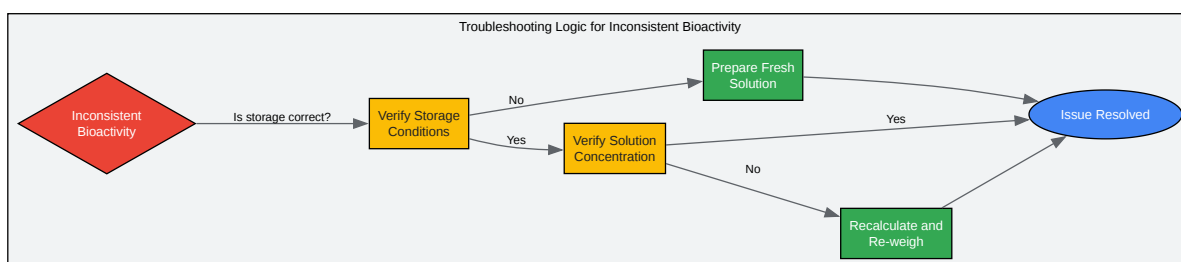 Troubleshooting Logic for Inconsistent Bioactivity
Inconsistent
Bioactivity
Is storage correct?
Verify Storage
Conditions
No
Yes
Prepare Fresh
Solution
Verify Solution
Concentration
Yes
No
Recalculate and
Re-weigh
Issue Resolved